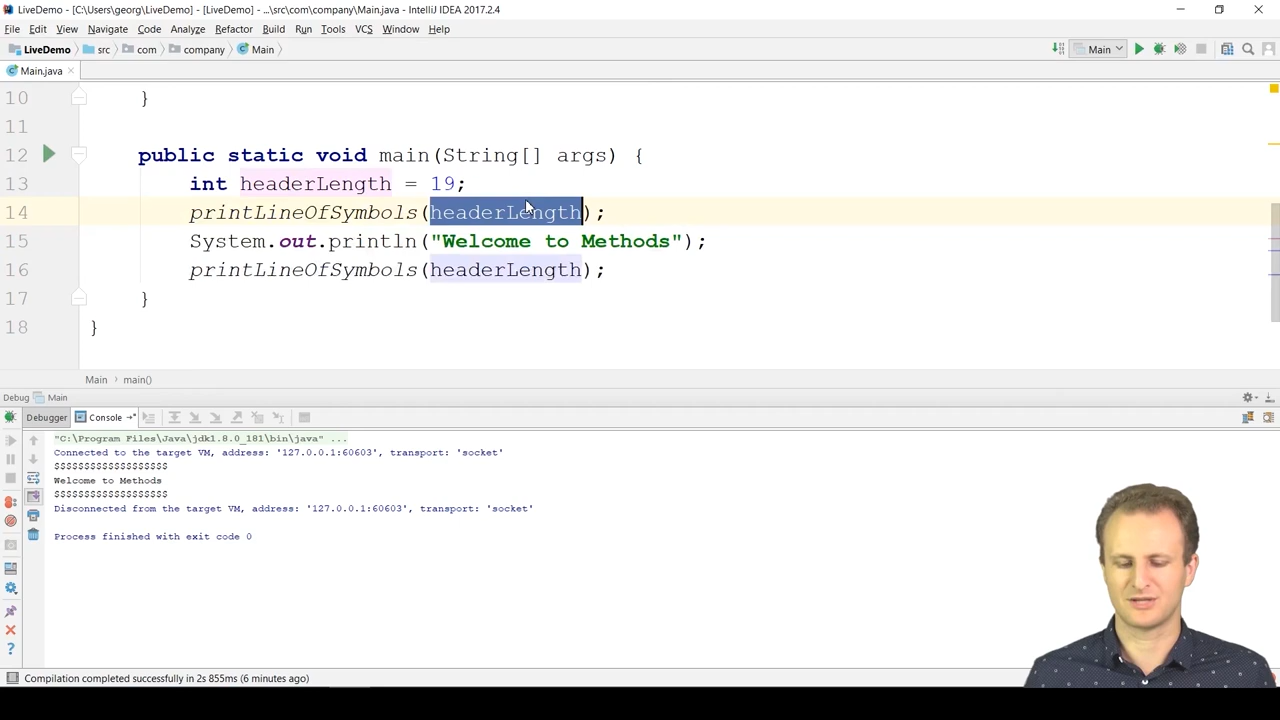 LiveDemo - [C:\Users\georg\LiveDemo] - [LiveDemo] - ...\src\com\company\Main.java - IntelliJ IDEA 2017.2.4
File Edit View Navigate Code Analyze Refactor Build Run Tools VCS Window Help
LiveDemo src com company Main Main
Main.java
10 }
11
12 public static void main(String[] args) {
13 int headerLength = 19;
14 printLineOfSymbols(headerLength);
15 System.out.println("Welcome to Methods");
16 printLineOfSymbols(headerLength);
17 }
18 }
Main main()
Debug Main
Debugger Console
"C:\Program Files\Java\jdk1.8.0_181\bin\java" ...
Connected to the target VM, address: '127.0.0.1:60603', transport: 'socket'
$$$$$$$$$$$$$$$$$$$
Welcome to Methods
$$$$$$$$$$$$$$$$$$$
Disconnected from the target VM, address: '127.0.0.1:60603', transport: 'socket'
Process finished with exit code 0
Compilation completed successfully in 2s 855ms (6 minutes ago)